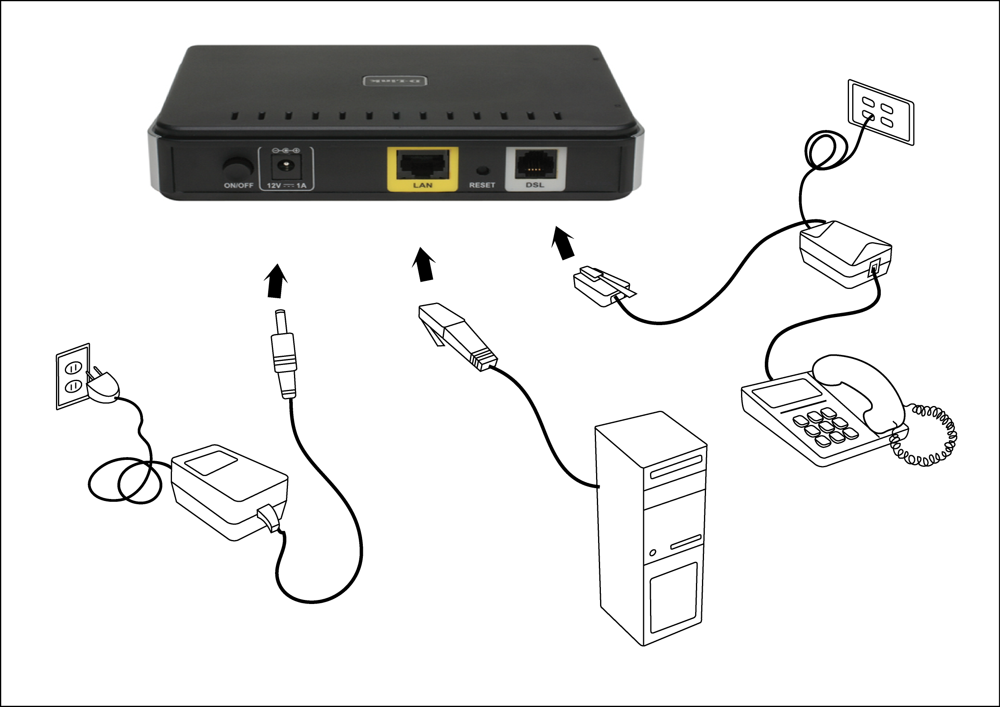 D-Link
ON/OFF
12V ⎓ 1A
LAN
RESET
DSL